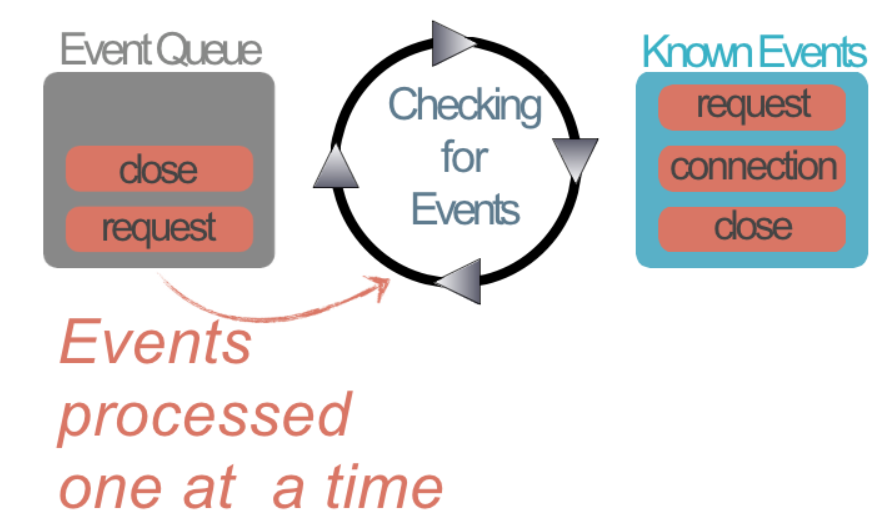 Event Queue
close
request
Checking
for
Events
Known Events
request
connection
close
Events
processed
one at a time